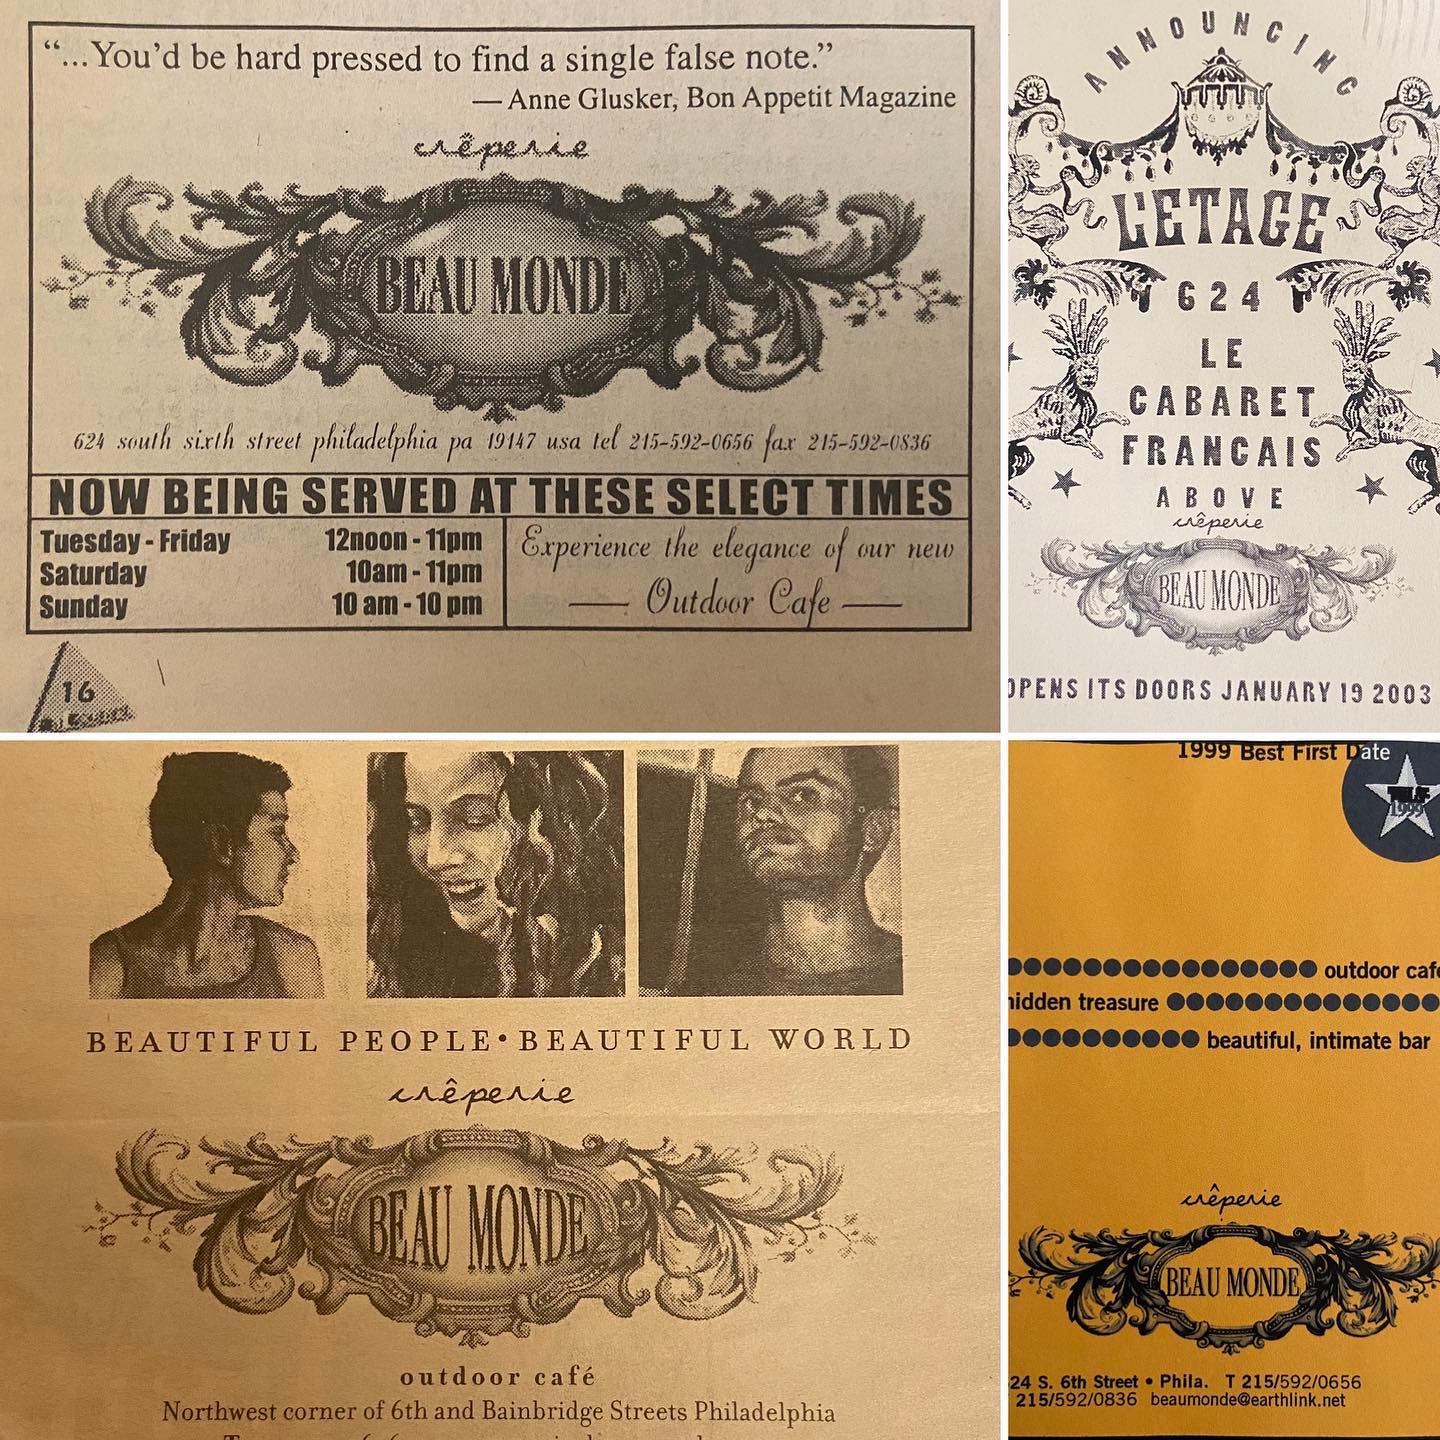 “...You’d be hard pressed to find a single false note.”
— Anne Glusker, Bon Appetit Magazine
crêperie
BEAU MONDE
624 south sixth street philadelphia pa 19147 usa tel 215-592-0656 fax 215-592-0836
NOW BEING SERVED AT THESE SELECT TIMES
Tuesday - Friday 12noon - 11pm
Saturday 10am - 11pm
Sunday 10 am - 10 pm
Experience the elegance of our new
— Outdoor Cafe —
16
ANNOUNCING
L'ETAGE
624
LE
CABARET
FRANCAIS
ABOVE
crêperie
BEAU MONDE
OPENS ITS DOORS JANUARY 19 2003
BEAUTIFUL PEOPLE • BEAUTIFUL WORLD
crêperie
BEAU MONDE
outdoor café
Northwest corner of 6th and Bainbridge Streets Philadelphia
1999 Best First Date
1999
outdoor cafe
hidden treasure
beautiful, intimate bar
crêperie
BEAU MONDE
24 S. 6th Street • Phila. T 215/592/0656
215/592/0836 beaumonde@earthlink.net